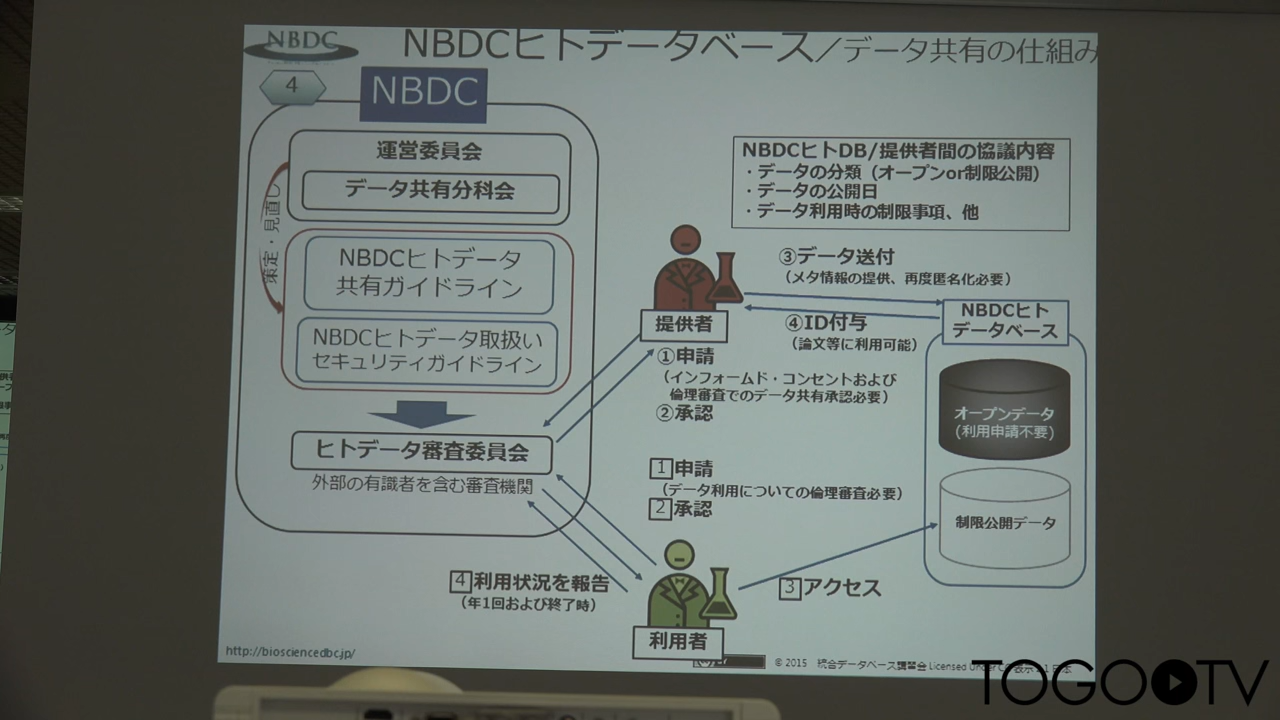 NBDC
NBDCヒトデータベース／データ共有の仕組み
4
NBDC
運営委員会
データ共有分科会
策定・見直し
NBDCヒトデータ
共有ガイドライン
NBDCヒトデータ取扱い
セキュリティガイドライン
ヒトデータ審査委員会
外部の有識者を含む審査機関
NBDCヒトDB/提供者間の協議内容
・データの分類（オープンor制限公開）
・データの公開日
・データ利用時の制限事項、他
③データ送付
（メタ情報の提供、再度匿名化必要）
④ID付与
（論文等に利用可能）
提供者
①申請
（インフォームド・コンセントおよび
倫理審査でのデータ共有承認必要）
②承認
NBDCヒト
データベース
オープンデータ
(利用申請不要)
制限公開データ
1 申請
（データ利用についての倫理審査必要）
2 承認
3 アクセス
4 利用状況を報告
（年1回および終了時）
利用者
http://biosciencedbc.jp/
© 2015 統合データベース講習会 Licensed Under
TOGOTV